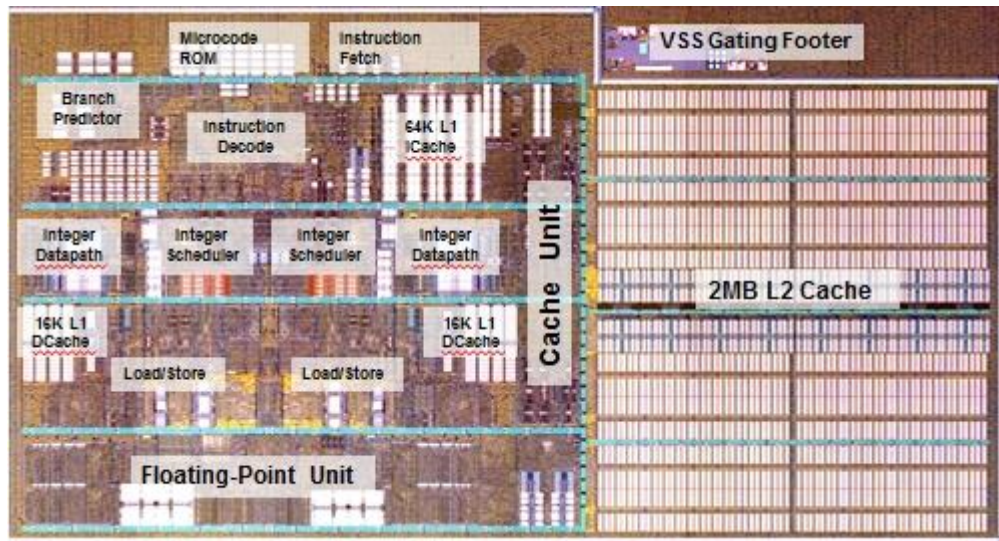 Microcode
ROM
Instruction
Fetch
VSS Gating Footer
Branch
Predictor
Instruction
Decode
64K L1
ICache
Integer
Datapath
Integer
Scheduler
Integer
Scheduler
Integer
Datapath
Cache Unit
2MB L2 Cache
16K L1
DCache
16K L1
DCache
Load/Store
Load/Store
Floating-Point Unit